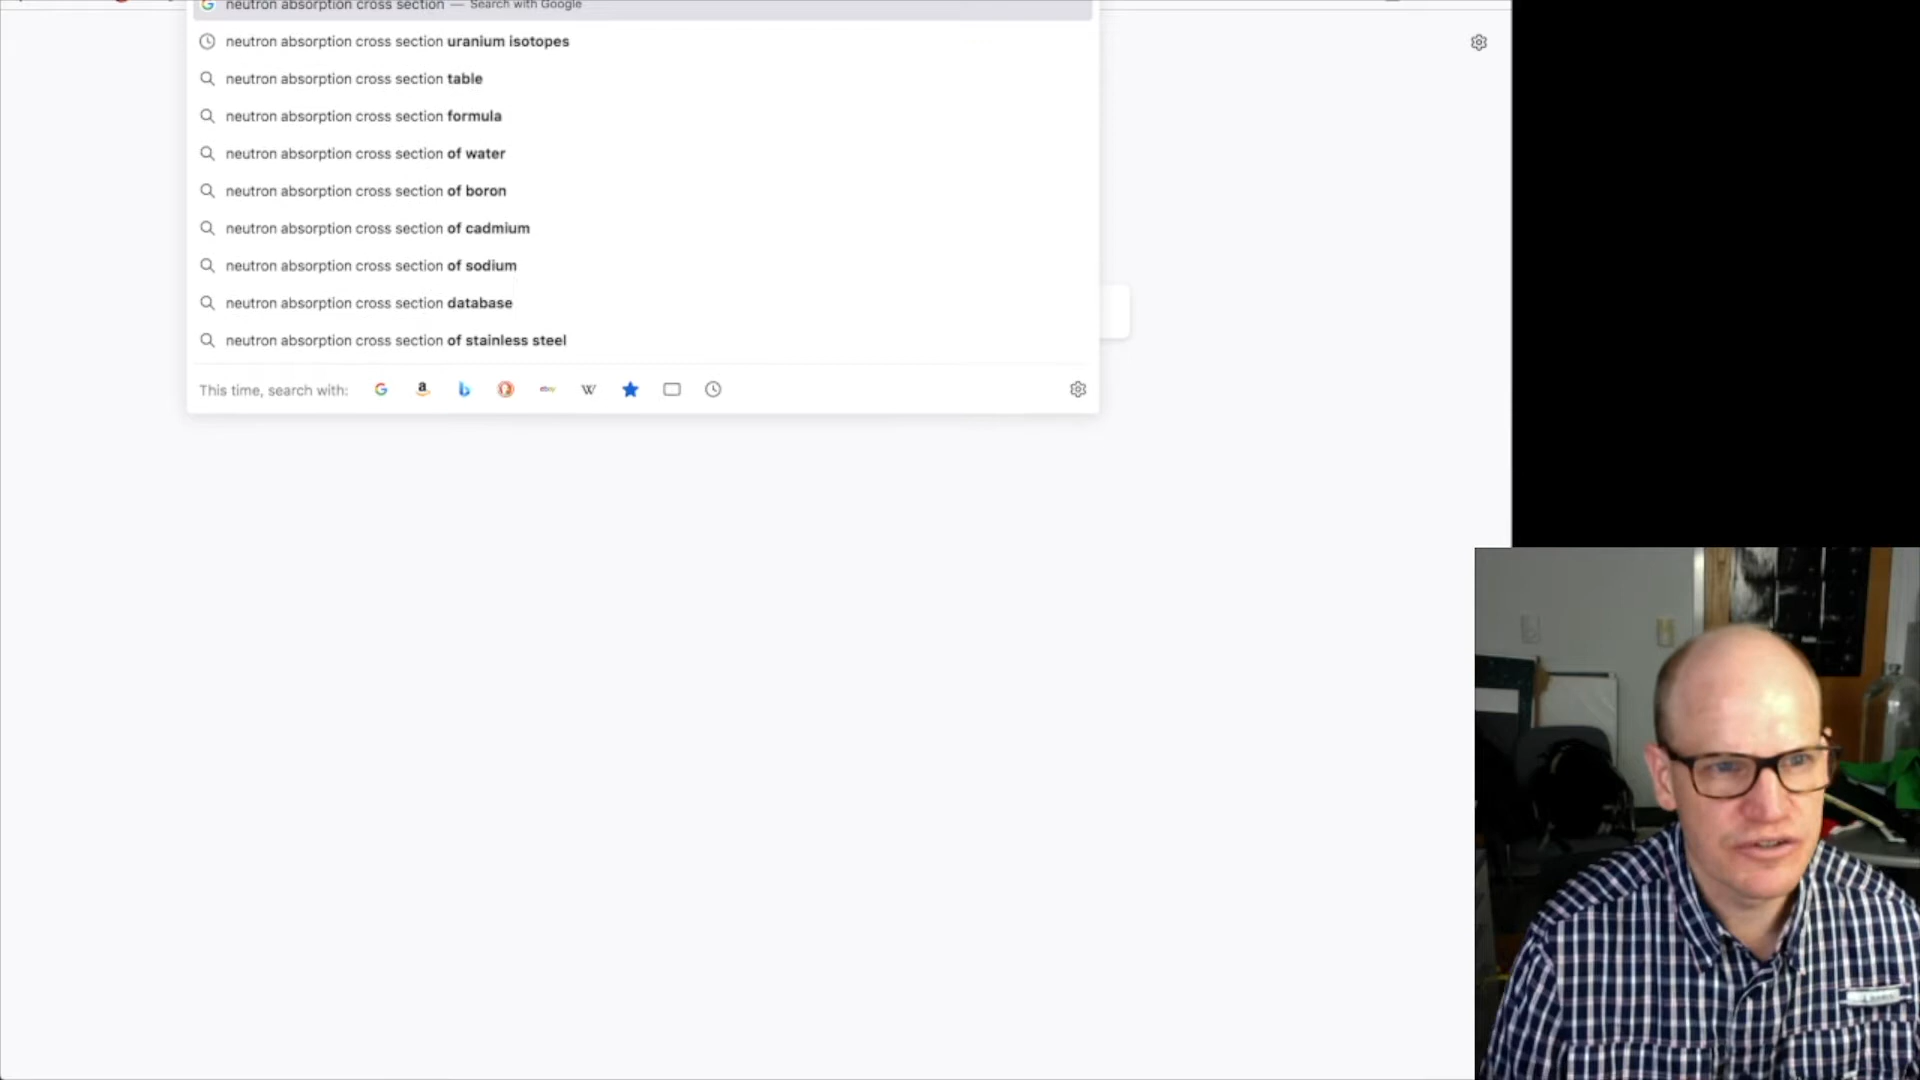 neutron absorption cross section — Search with Google
neutron absorption cross section uranium isotopes
neutron absorption cross section table
neutron absorption cross section formula
neutron absorption cross section of water
neutron absorption cross section of boron
neutron absorption cross section of cadmium
neutron absorption cross section of sodium
neutron absorption cross section database
neutron absorption cross section of stainless steel
This time, search with: